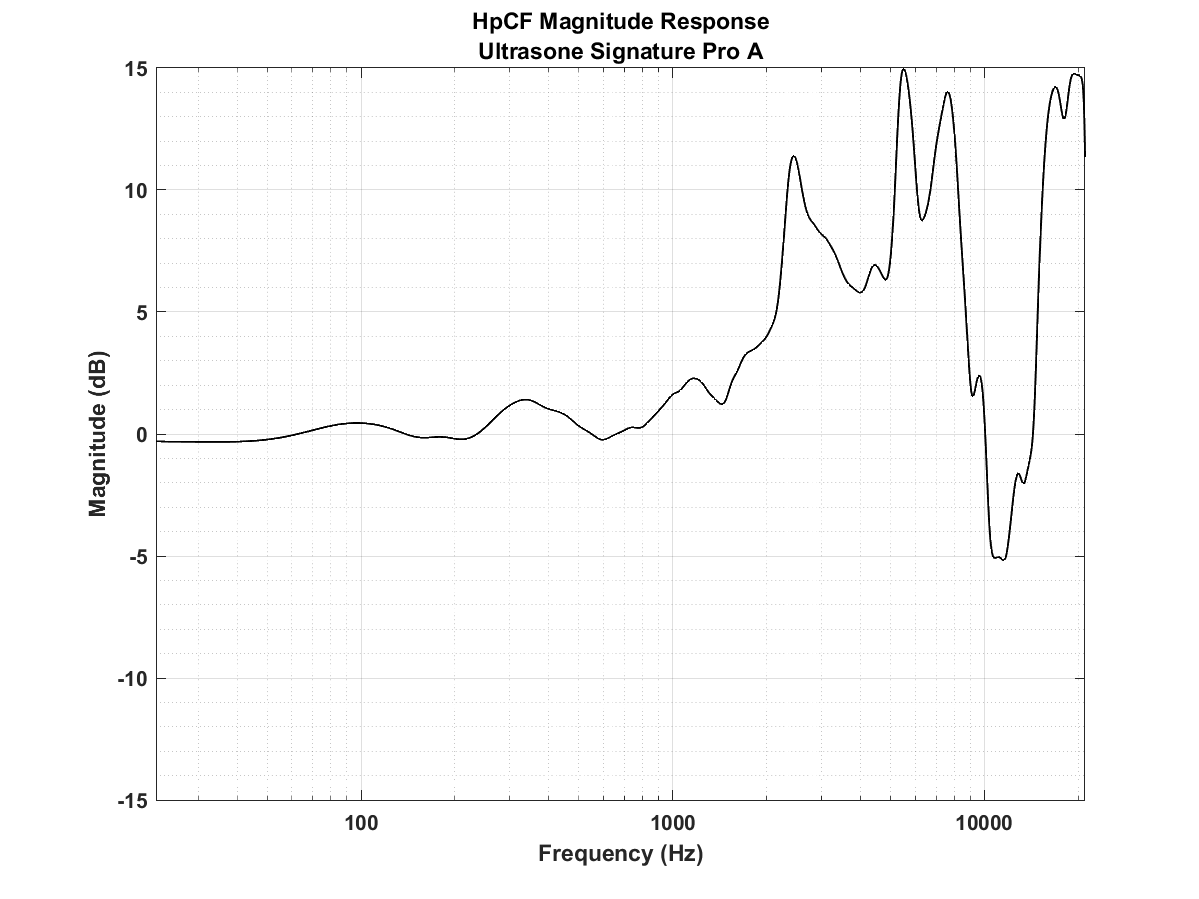 HpCF Magnitude Response
Ultrasone Signature Pro A
15
10
5
0
-5
-10
-15
Magnitude (dB)
100
1000
10000
Frequency (Hz)